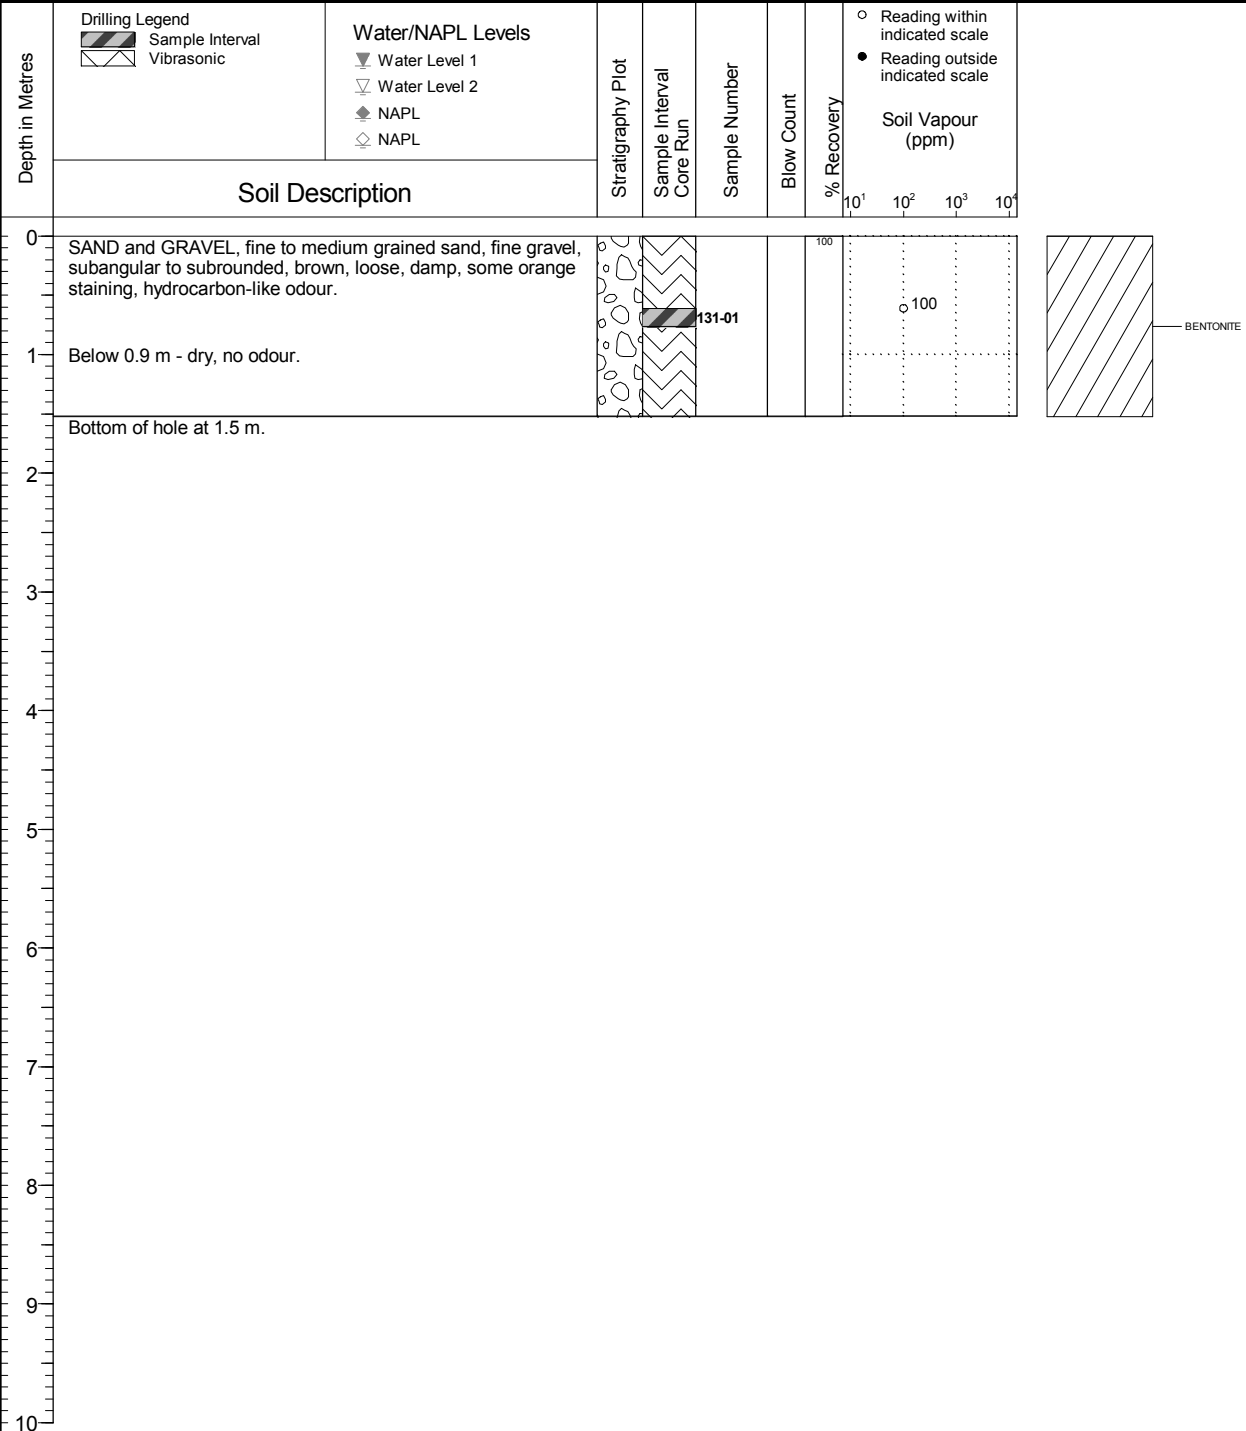 Depth in Metres
Drilling Legend
Sample Interval
Vibrasonic
Water/NAPL Levels
Water Level 1
Water Level 2
NAPL
NAPL
Soil Description
Stratigraphy Plot
Sample Interval
Core Run
Sample Number
Blow Count
% Recovery
Reading within
indicated scale
Reading outside
indicated scale
Soil Vapour
(ppm)
10¹ 10² 10³ 10⁴
0
SAND and GRAVEL, fine to medium grained sand, fine gravel,
subangular to subrounded, brown, loose, damp, some orange
staining, hydrocarbon-like odour.
100
100
131-01
BENTONITE
1
Below 0.9 m - dry, no odour.
Bottom of hole at 1.5 m.
2
3
4
5
6
7
8
9
10